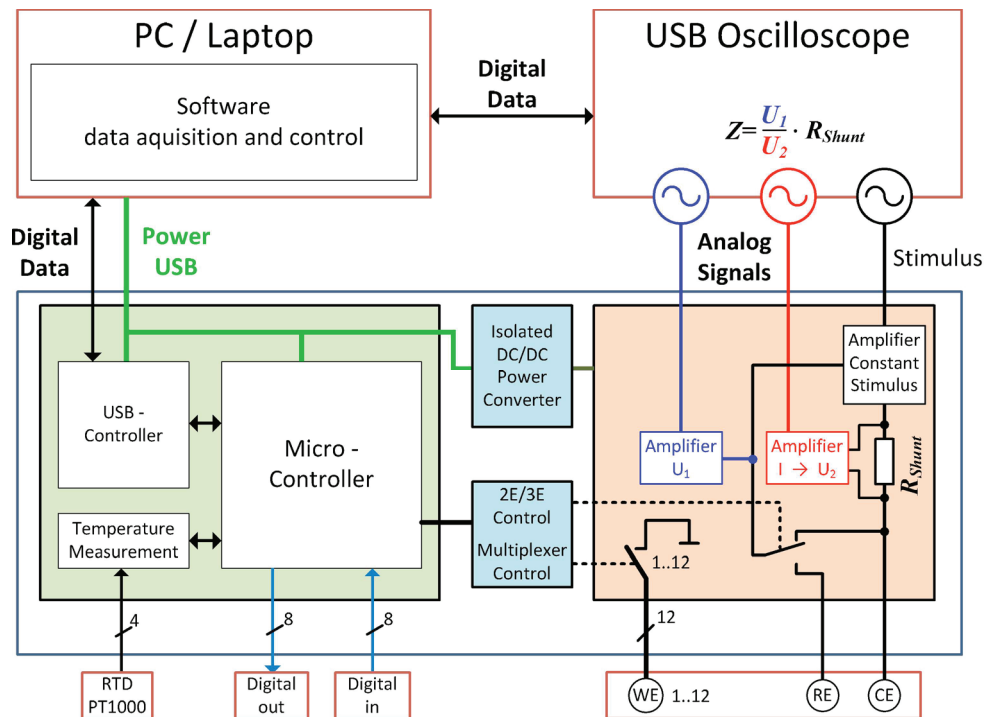 PC / Laptop
Software
data aquisition and control
Digital
Data
USB Oscilloscope
Z= U1 / U2 · RShunt
Digital
Data
Power
USB
Analog
Signals
Stimulus
USB -
Controller
Micro -
Controller
Temperature
Measurement
Isolated
DC/DC
Power
Converter
2E/3E
Control
Multiplexer
Control
Amplifier
Constant
Stimulus
Amplifier
U1
Amplifier
I → U2
RShunt
1..12
4
8
8
12
RTD
PT1000
Digital
out
Digital
in
WE
1..12
RE
CE